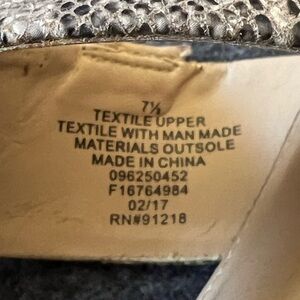 7½
TEXTILE UPPER
TEXTILE WITH MAN MADE
MATERIALS OUTSOLE
MADE IN CHINA
096250452
F16764984
02/17
RN#91218